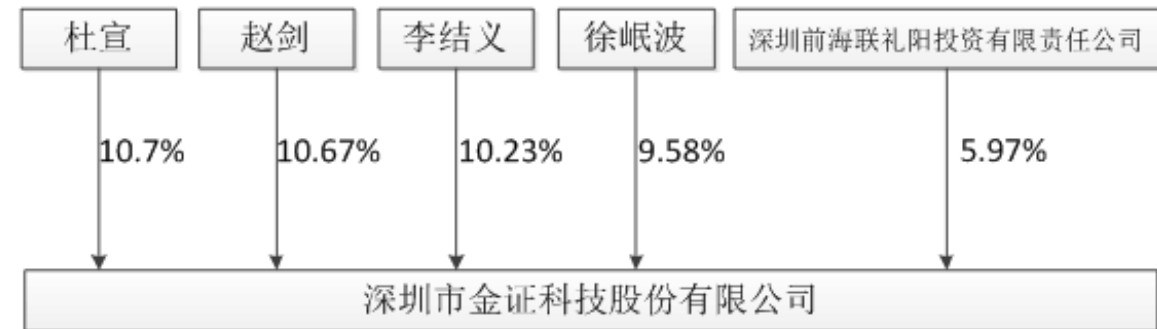 杜宣
赵剑
李结义
徐岷波
深圳前海联礼阳投资有限责任公司
10.7%
10.67%
10.23%
9.58%
5.97%
深圳市金证科技股份有限公司